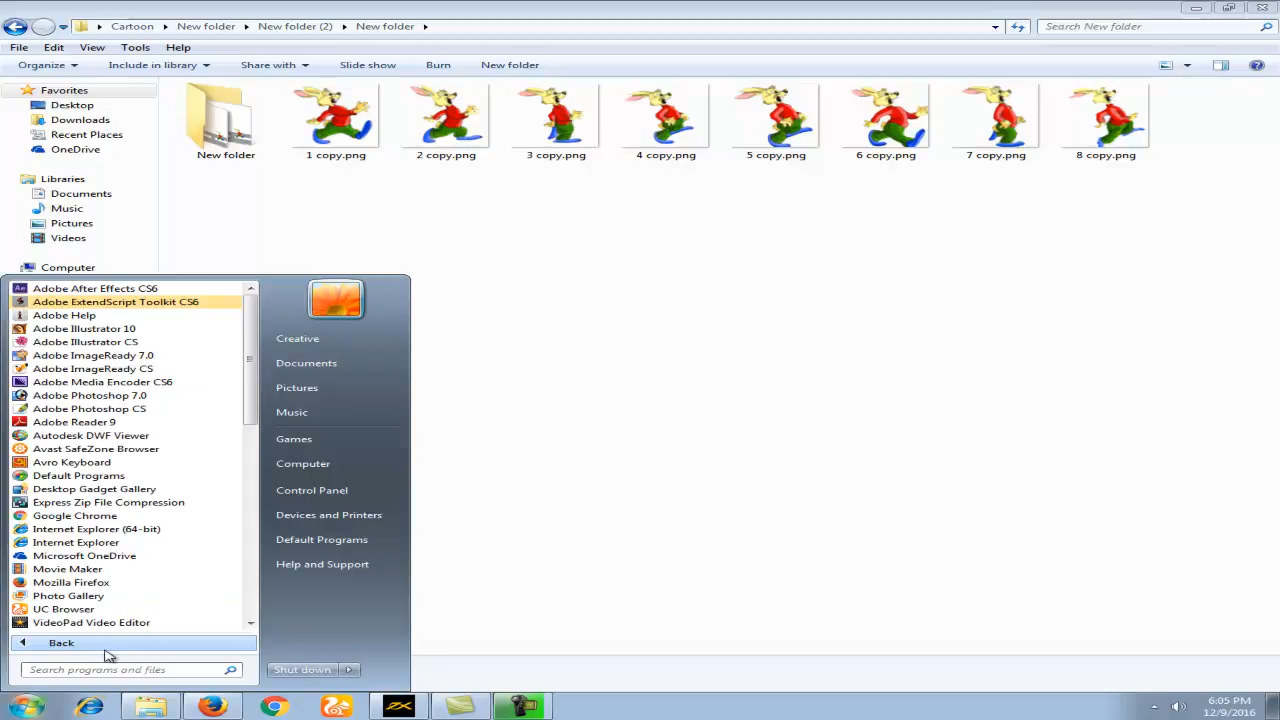 Cartoon New folder New folder (2) New folder
Search New folder
File Edit View Tools Help
Organize Include in library Share with Slide show Burn New folder
Favorites
Desktop
Downloads
Recent Places
OneDrive
Libraries
Documents
Music
Pictures
Videos
Computer
New folder 1 copy.png 2 copy.png 3 copy.png 4 copy.png 5 copy.png 6 copy.png 7 copy.png 8 copy.png
Adobe After Effects CS6
Adobe ExtendScript Toolkit CS6
Adobe Help
Adobe Illustrator 10
Adobe Illustrator CS
Adobe ImageReady 7.0
Adobe ImageReady CS
Adobe Media Encoder CS6
Adobe Photoshop 7.0
Adobe Photoshop CS
Adobe Reader 9
Autodesk DWF Viewer
Avast SafeZone Browser
Avro Keyboard
Default Programs
Desktop Gadget Gallery
Express Zip File Compression
Google Chrome
Internet Explorer (64-bit)
Internet Explorer
Microsoft OneDrive
Movie Maker
Mozilla Firefox
Photo Gallery
UC Browser
VideoPad Video Editor
Back
Search programs and files
Creative
Documents
Pictures
Music
Games
Computer
Control Panel
Devices and Printers
Default Programs
Help and Support
Shut down
6:05 PM
12/9/2016